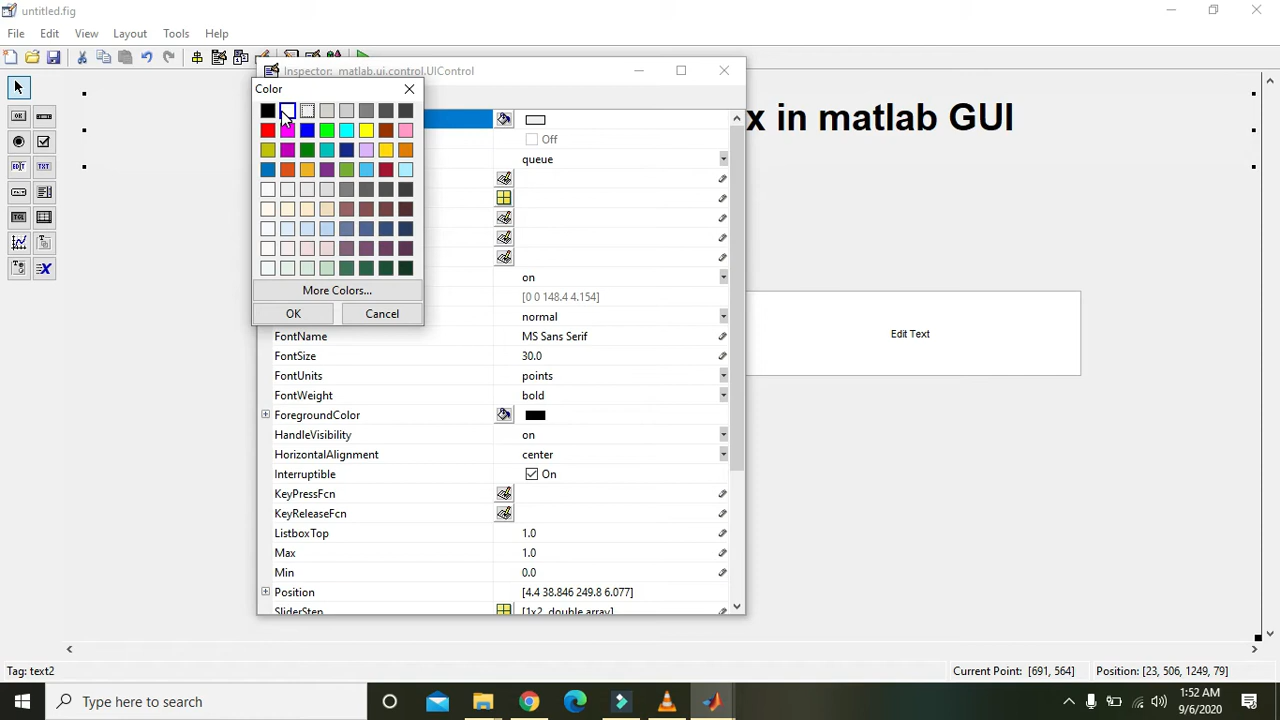 untitled.fig
File Edit View Layout Tools Help
Inspector: matlab.ui.control.UIControl
Color
x in matlab GUI
Off
queue
on
[0 0 148.4 4.154]
More Colors...
normal
OK Cancel
FontName MS Sans Serif
Edit Text
FontSize 30.0
FontUnits points
FontWeight bold
ForegroundColor
HandleVisibility on
HorizontalAlignment center
Interruptible On
KeyPressFcn
KeyReleaseFcn
ListboxTop 1.0
Max 1.0
Min 0.0
Position [4.4 38.846 249.8 6.077]
SliderStep [1x2 double array]
Tag: text2 Current Point: [691, 564] Position: [23, 506, 1249, 79]
Type here to search
1:52 AM
9/6/2020